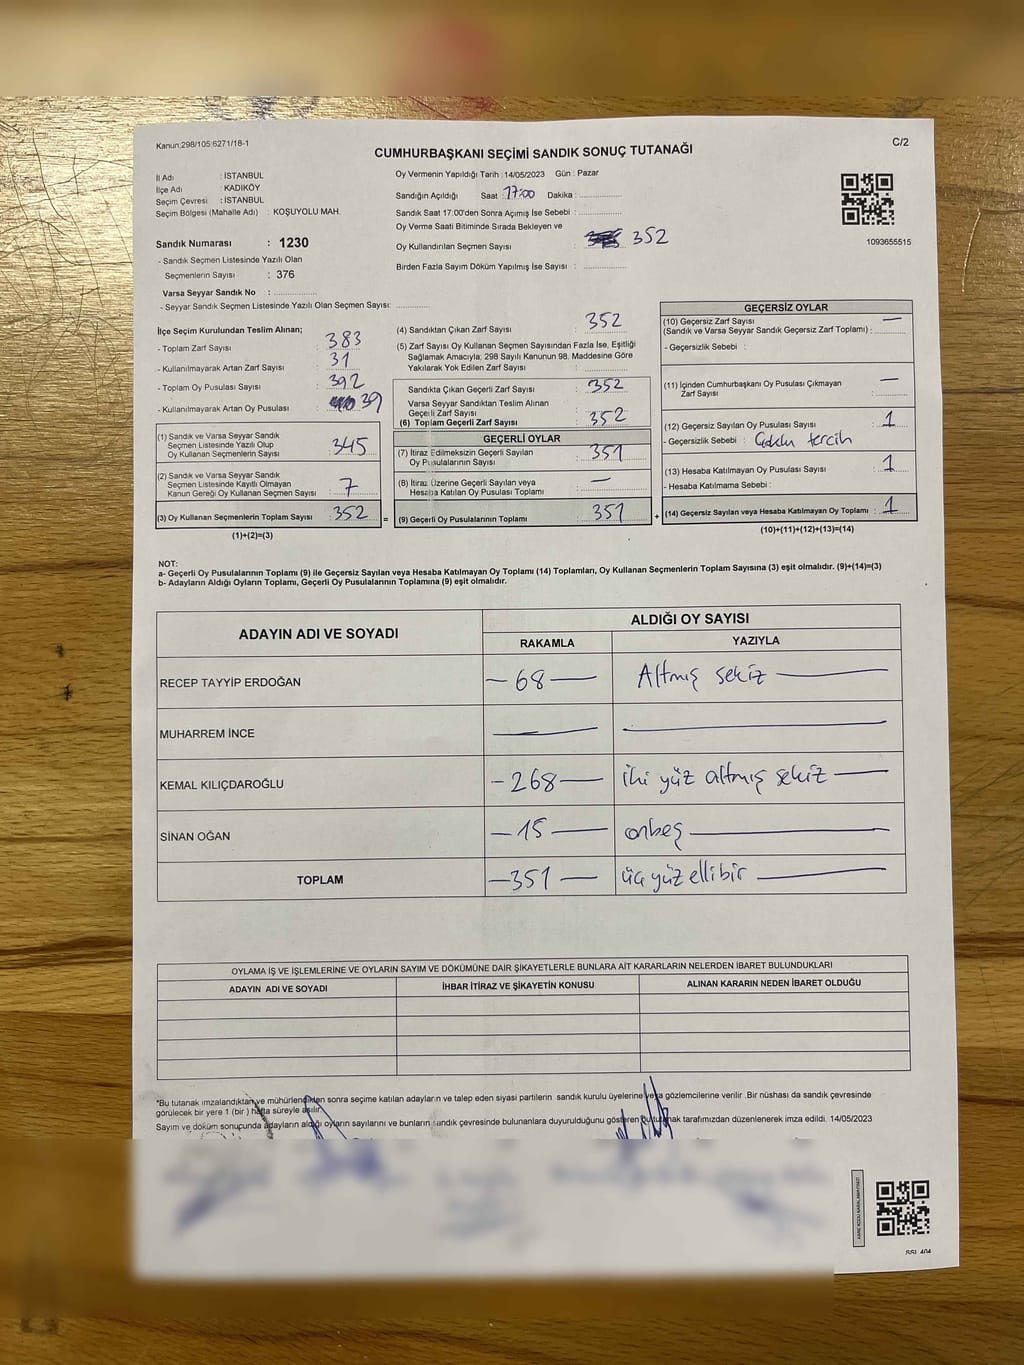 Kanun:298/105:6271/18-1
C/2
CUMHURBAŞKANI SEÇİMİ SANDIK SONUÇ TUTANAĞI
İl Adı : İSTANBUL
İlçe Adı : KADIKÖY
Seçim Çevresi : İSTANBUL
Seçim Bölgesi (Mahalle Adı) : KOŞUYOLU MAH.
Sandık Numarası : 1230
- Sandık Seçmen Listesinde Yazılı Olan
Seçmenlerin Sayısı : 376
Varsa Seyyar Sandık No :
- Seyyar Sandık Seçmen Listesinde Yazılı Olan Seçmen Sayısı:
Oy Vermenin Yapıldığı Tarih :14/05/2023 Gün : Pazar
Sandığın Açıldığı Saat : 17:00 Dakika :
Sandık Saat 17.00'den Sonra Açımış İse Sebebi :
Oy Verme Saati Bitiminde Sırada Bekleyen ve
Oy Kullandırılan Seçmen Sayısı : 352
Birden Fazla Sayım Döküm Yapılmış İse Sayısı :
1093655515
İlçe Seçim Kurulundan Teslim Alınan;
- Toplam Zarf Sayısı : 383
- Kullanılmayarak Artan Zarf Sayısı : 31
- Toplam Oy Pusulası Sayısı : 392
- Kullanılmayarak Artan Oy Pusulası : 39
(1) Sandık ve Varsa Seyyar Sandık
Seçmen Listesinde Yazılı Olup
Oy Kullanan Seçmenlerin Sayısı : 345
(2) Sandık ve Varsa Seyyar Sandık
Seçmen Listesinde Kayıtlı Olmayan
Kanun Gereği Oy Kullanan Seçmen Sayısı : 7
(3) Oy Kullanan Seçmenlerin Toplam Sayısı : 352
(1)+(2)=(3)
=
(4) Sandıktan Çıkan Zarf Sayısı : 352
(5) Zarf Sayısı Oy Kullanan Seçmen Sayısından Fazla İse, Eşitliği
Sağlamak Amacıyla; 298 Sayılı Kanunun 98. Maddesine Göre
Yakılarak Yok Edilen Zarf Sayısı :
Sandıkta Çıkan Geçerli Zarf Sayısı : 352
Varsa Seyyar Sandıktan Teslim Alınan
Geçerli Zarf Sayısı
(6) Toplam Geçerli Zarf Sayısı : 352
GEÇERLİ OYLAR
(7) İtiraz Edilmeksizin Geçerli Sayılan
Oy Pusulalarının Sayısı : 351
(8) İtiraz Üzerine Geçerli Sayılan veya
Hesaba Katılan Oy Pusulası Toplamı : —
(9) Geçerli Oy Pusulalarının Toplamı : 351
+
GEÇERSİZ OYLAR
(10) Geçersiz Zarf Sayısı —
(Sandık ve Varsa Seyyar Sandık Geçersiz Zarf Toplamı) :
- Geçersizlik Sebebi :
(11) İçinden Cumhurbaşkanı Oy Pusulası Çıkmayan —
Zarf Sayısı :
(12) Geçersiz Sayılan Oy Pusulası Sayısı : 1
- Geçersizlik Sebebi : Çoklu tercih
(13) Hesaba Katılmayan Oy Pusulası Sayısı : 1
- Hesaba Katılmama Sebebi :
(14) Geçersiz Sayılan veya Hesaba Katılmayan Oy Toplamı : 1
(10)+(11)+(12)+(13)=(14)
NOT:
a- Geçerli Oy Pusulalarının Toplamı (9) ile Geçersiz Sayılan veya Hesaba Katılmayan Oy Toplamı (14) Toplamları, Oy Kullanan Seçmenlerin Toplam Sayısına (3) eşit olmalıdır. (9)+(14)=(3)
b- Adayların Aldığı Oyların Toplamı, Geçerli Oy Pusulalarının Toplamına (9) eşit olmalıdır.
ADAYIN ADI VE SOYADI
ALDIĞI OY SAYISI
RAKAMLA YAZIYLA
RECEP TAYYİP ERDOĞAN — 68 — Altmış sekiz —
MUHARREM İNCE — —
KEMAL KILIÇDAROĞLU — 268 — iki yüz altmış sekiz —
SİNAN OĞAN — 15 — onbeş —
TOPLAM — 351 — üç yüz elli bir —
OYLAMA İŞ VE İŞLEMLERİNE VE OYLARIN SAYIM VE DÖKÜMÜNE DAİR ŞİKAYETLERLE BUNLARA AİT KARARLARIN NELERDEN İBARET BULUNDUKLARI
ADAYIN ADI VE SOYADI İHBAR İTİRAZ VE ŞİKAYETİN KONUSU ALINAN KARARIN NEDEN İBARET OLDUĞU
*Bu tutanak imzalandıktan ve mühürlendikten sonra seçime katılan adayların ve talep eden siyasi partilerin sandık kurulu üyelerine veya gözlemcilerine verilir .Bir nüshası da sandık çevresinde
görülecek bir yere 1 (bir ) hafta süreyle asılır.
Sayım ve döküm sonucunda adayların aldığı oyların sayılarını ve bunların sandık çevresinde bulunanlara duyurulduğunu gösteren bu tutanak tarafımızdan düzenlenerek imza edildi. 14/05/2023